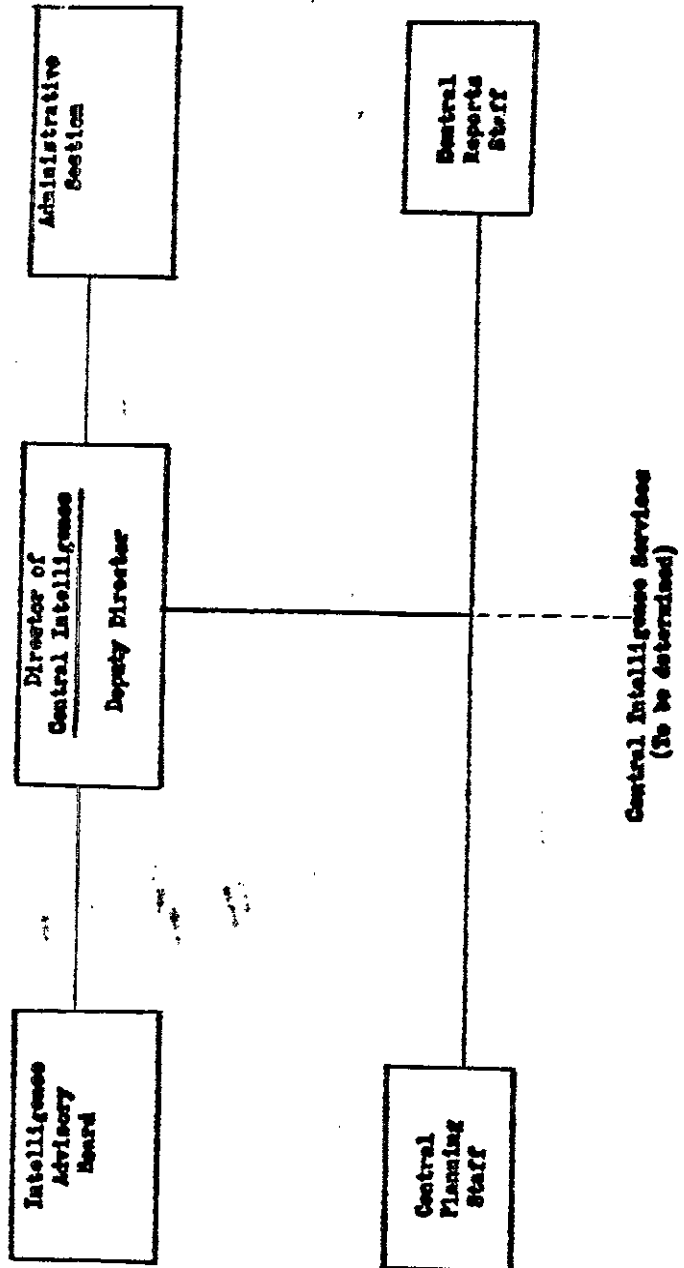 Intelligence
Advisory
Board
Director of
Central Intelligence
Deputy Director
Administrative
Section
Central
Planning
Staff
Central
Reports
Staff
Central Intelligence Services
(To be determined)